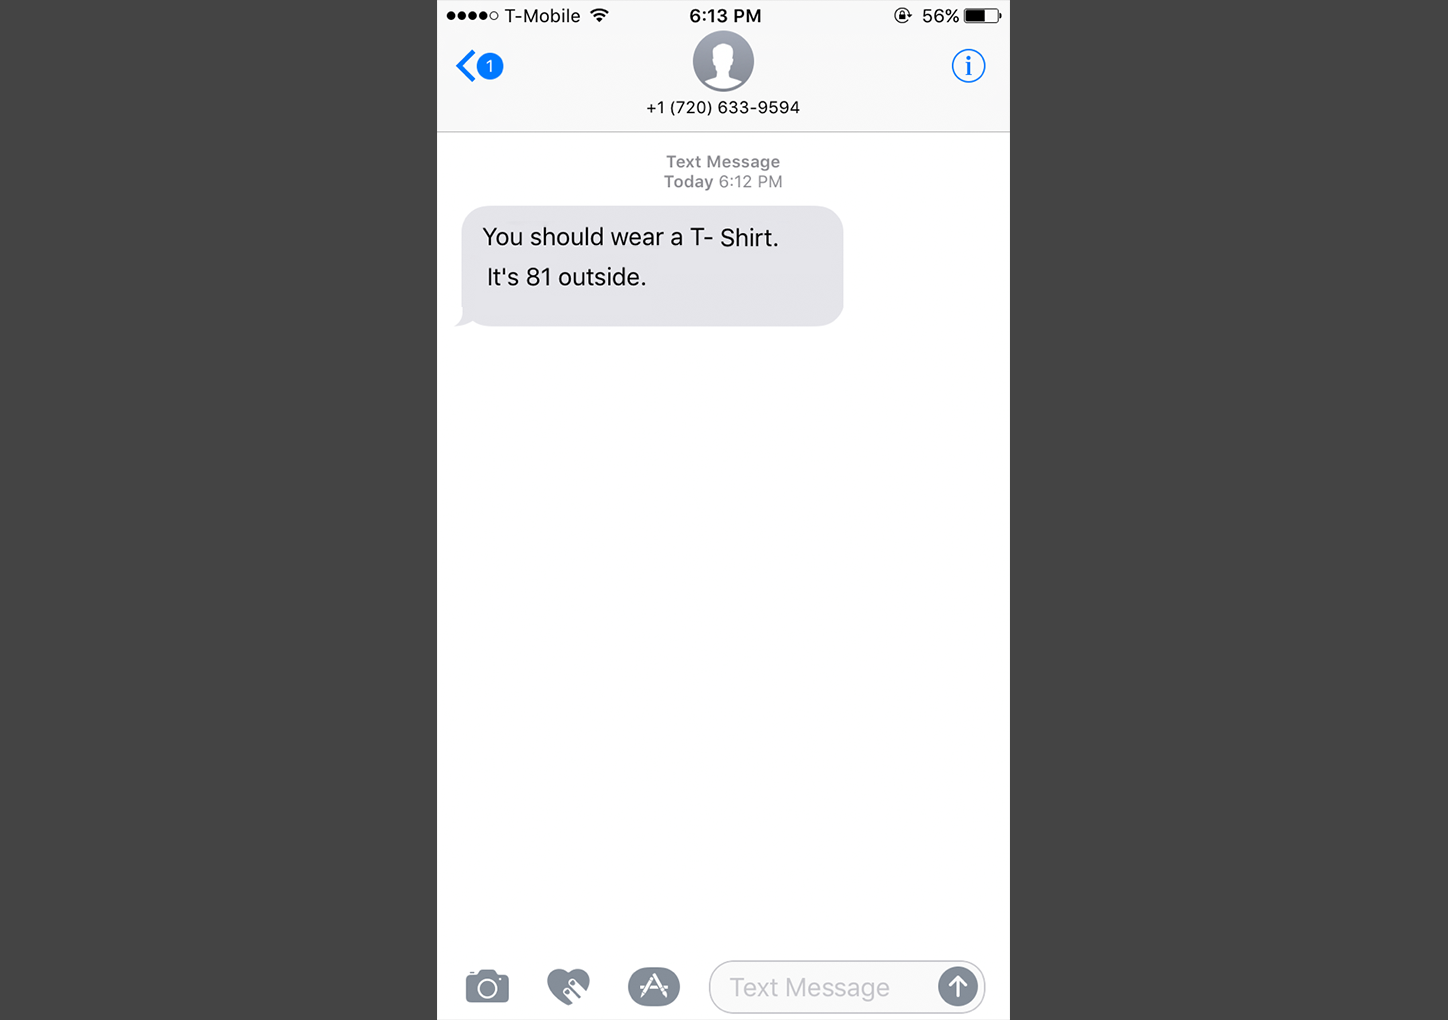 T-Mobile 6:13 PM 56%
1
i
+1 (720) 633-9594
Text Message
Today 6:12 PM
You should wear a T- Shirt.
It's 81 outside.
Text Message